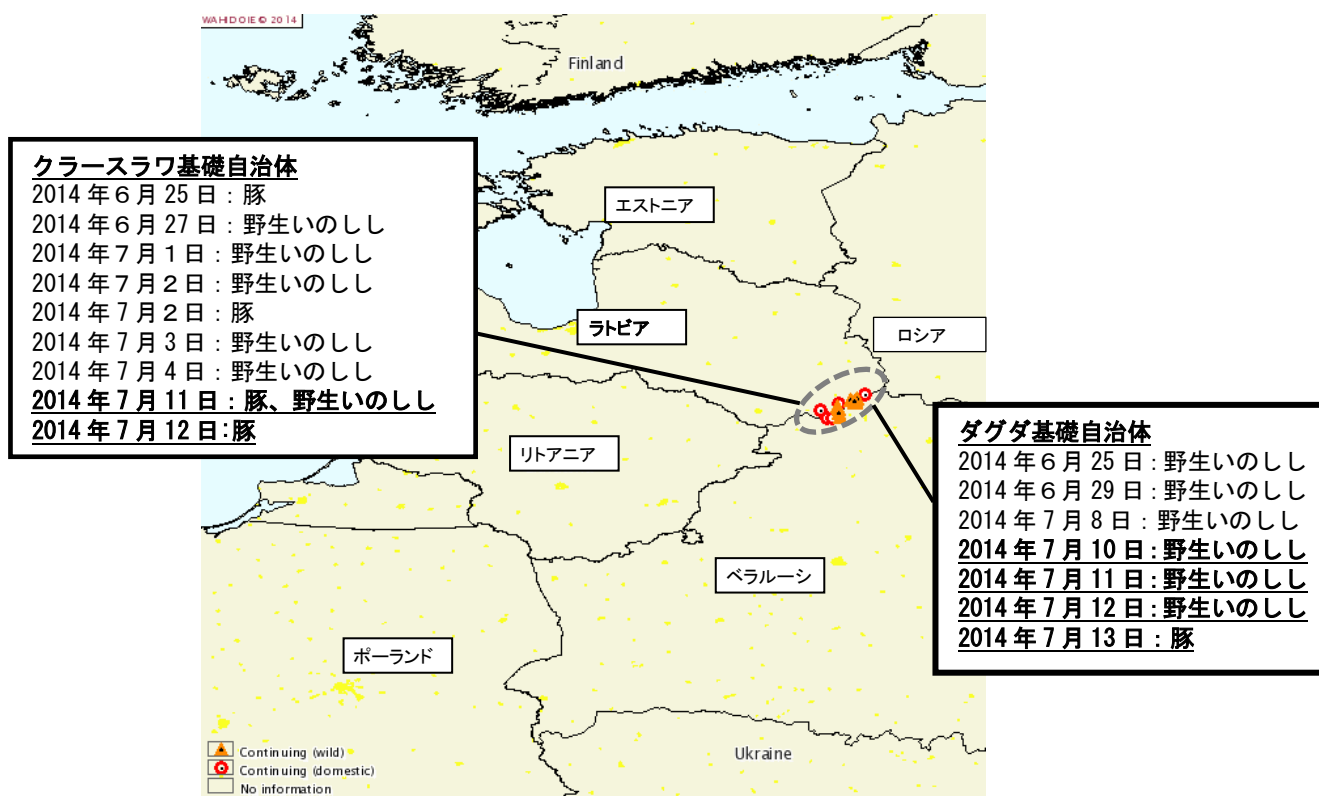 WAHIDOIE© 2014
Finland
クラースラワ基礎自治体
2014年6月25日:豚
2014年6月27日:野生いのしし
2014年7月1日:野生いのしし
2014年7月2日:野生いのしし
2014年7月2日:豚
2014年7月3日:野生いのしし
2014年7月4日:野生いのしし
2014年7月11日:豚、野生いのしし
2014年7月12日:豚
エストニア
ラトビア
ロシア
リトアニア
ベラルーシ
ポーランド
ダグダ基礎自治体
2014年6月25日:野生いのしし
2014年6月29日:野生いのしし
2014年7月8日:野生いのしし
2014年7月10日:野生いのしし
2014年7月11日:野生いのしし
2014年7月12日:野生いのしし
2014年7月13日:豚
Ukraine
Continuing (wild)
Continuing (domestic)
No information